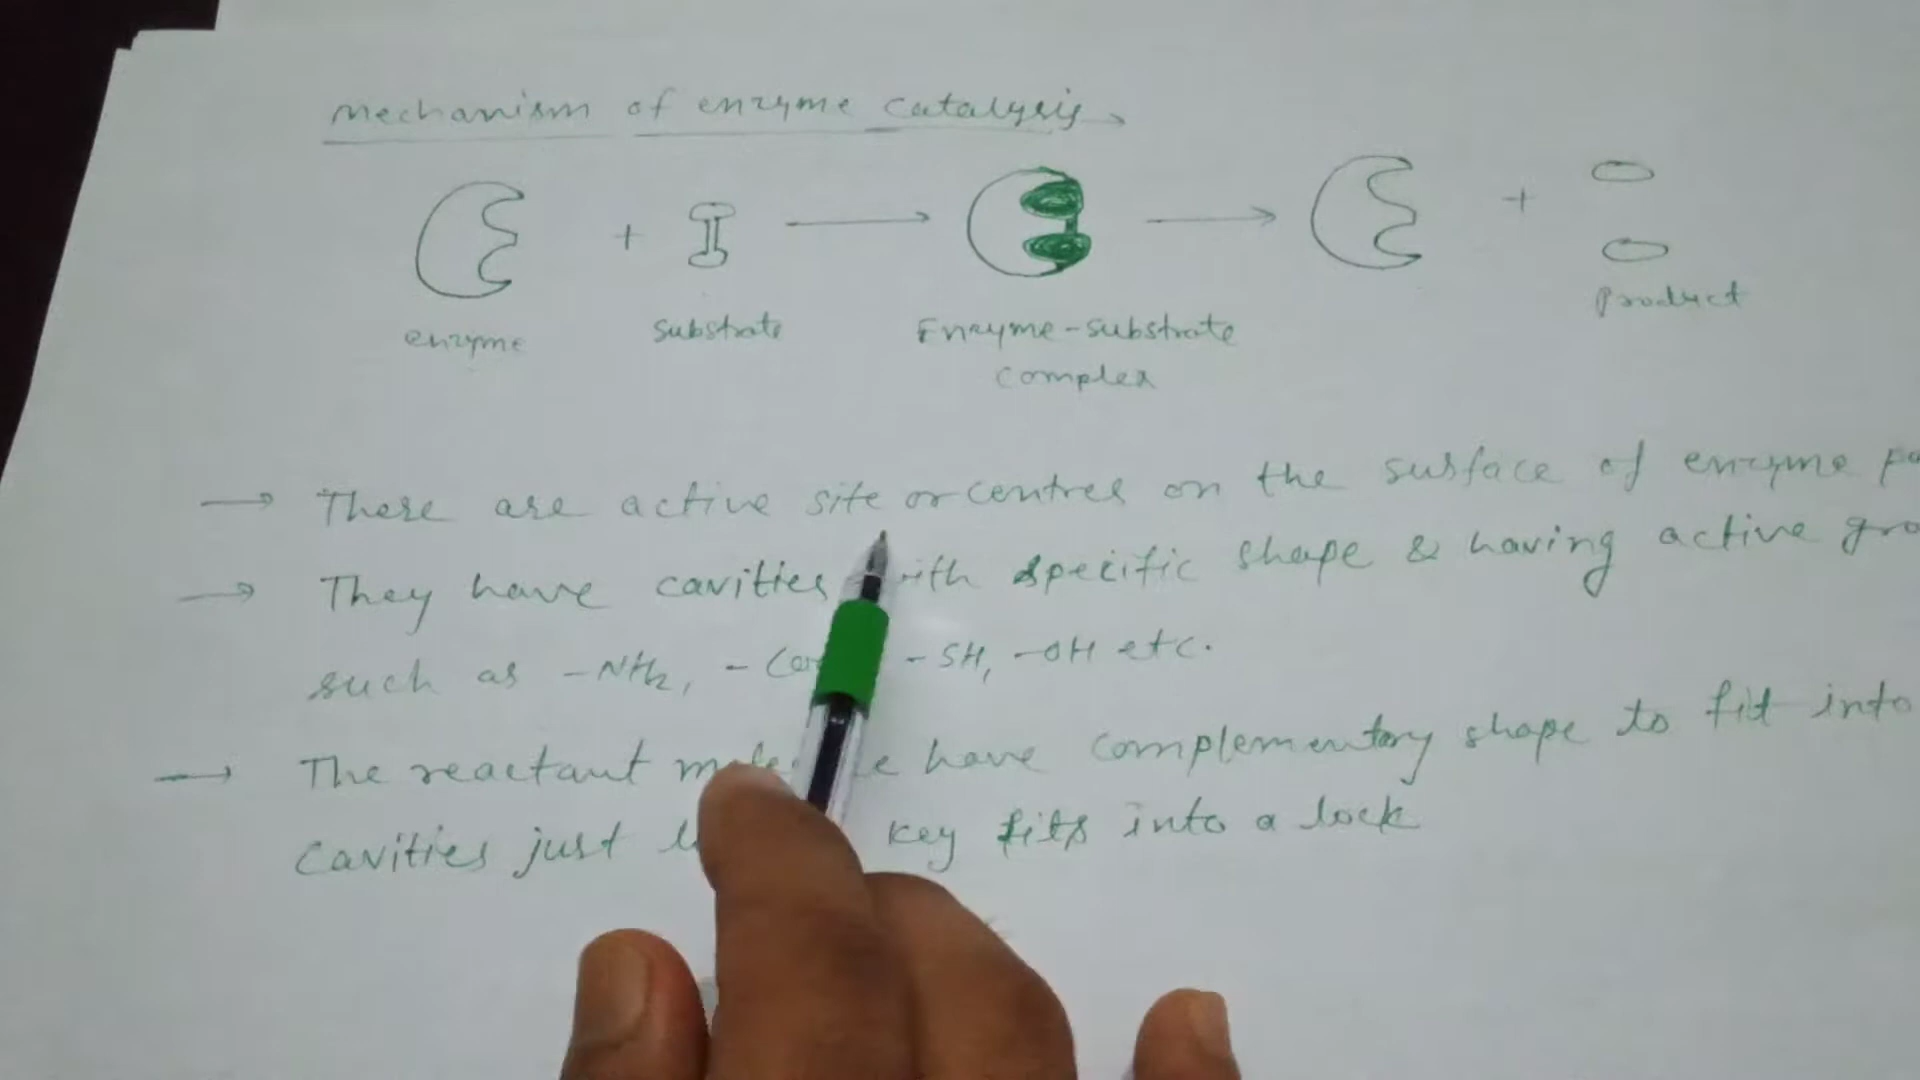 Mechanism of enzyme catalysis
+
+
enzyme
substrate
Enzyme-substrate
complex
Product
There are active site or centres on the surface of enzyme
They have cavities with specific shape & having active
such as -NH2, - -SH, -OH etc.
The reactant have complementary shape to fit into
cavities just key fits into a lock